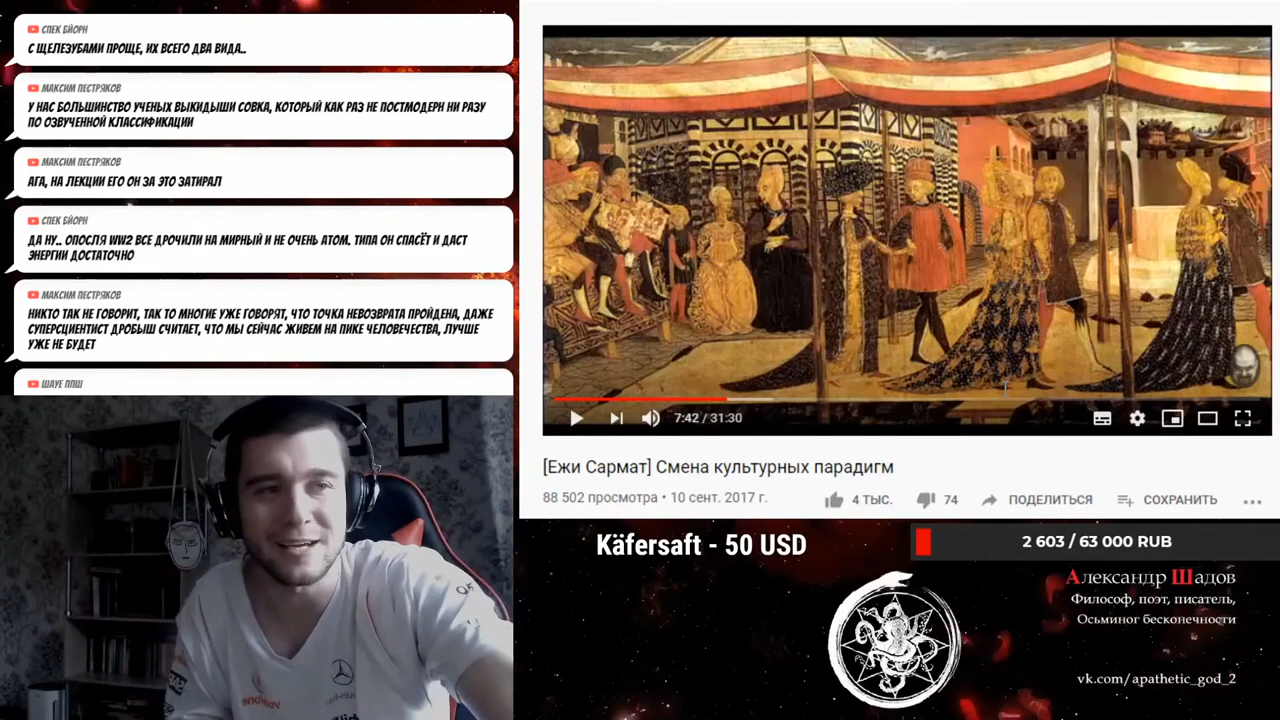 СПЕК БЙОРН
С ЩЕЛЕЗУБАМИ ПРОЩЕ, ИХ ВСЕГО ДВА ВИДА..
МАКСИМ ПЕСТРЯКОВ
У НАС БОЛЬШИНСТВО УЧЕНЫХ ВЫКИДЫШИ СОВКА, КОТОРЫЙ КАК РАЗ НЕ ПОСТМОДЕРН НИ РАЗУ
ПО ОЗВУЧЕННОЙ КЛАССИФИКАЦИИ
МАКСИМ ПЕСТРЯКОВ
АГА, НА ЛЕКЦИИ ЕГО ОН ЗА ЭТО ЗАТИРАЛ
СПЕК БЙОРН
ДА НУ.. ОПОСЛЯ WW2 ВСЕ ДРОЧИЛИ НА МИРНЫЙ И НЕ ОЧЕНЬ АТОМ. ТИПА ОН СПАСЁТ И ДАСТ
ЭНЕРГИИ ДОСТАТОЧНО
МАКСИМ ПЕСТРЯКОВ
НИКТО ТАК НЕ ГОВОРИТ, ТАК ТО МНОГИЕ УЖЕ ГОВОРЯТ, ЧТО ТОЧКА НЕВОЗВРАТА ПРОЙДЕНА, ДАЖЕ
СУПЕРСЦИЕНТИСТ ДРОБЫШ СЧИТАЕТ, ЧТО МЫ СЕЙЧАС ЖИВЕМ НА ПИКЕ ЧЕЛОВЕЧЕСТВА, ЛУЧШЕ
УЖЕ НЕ БУДЕТ
ШАУЕ ППШ
7:42 / 31:30
[Ежи Сармат] Смена культурных парадигм
88 502 просмотра • 10 сент. 2017 г.
4 ТЫС.
74
ПОДЕЛИТЬСЯ
СОХРАНИТЬ
Käfersaft - 50 USD
2 603 / 63 000 RUB
Александр Шадов
Философ, поэт, писатель,
Осьминог бесконечности
vk.com/apathetic_god_2